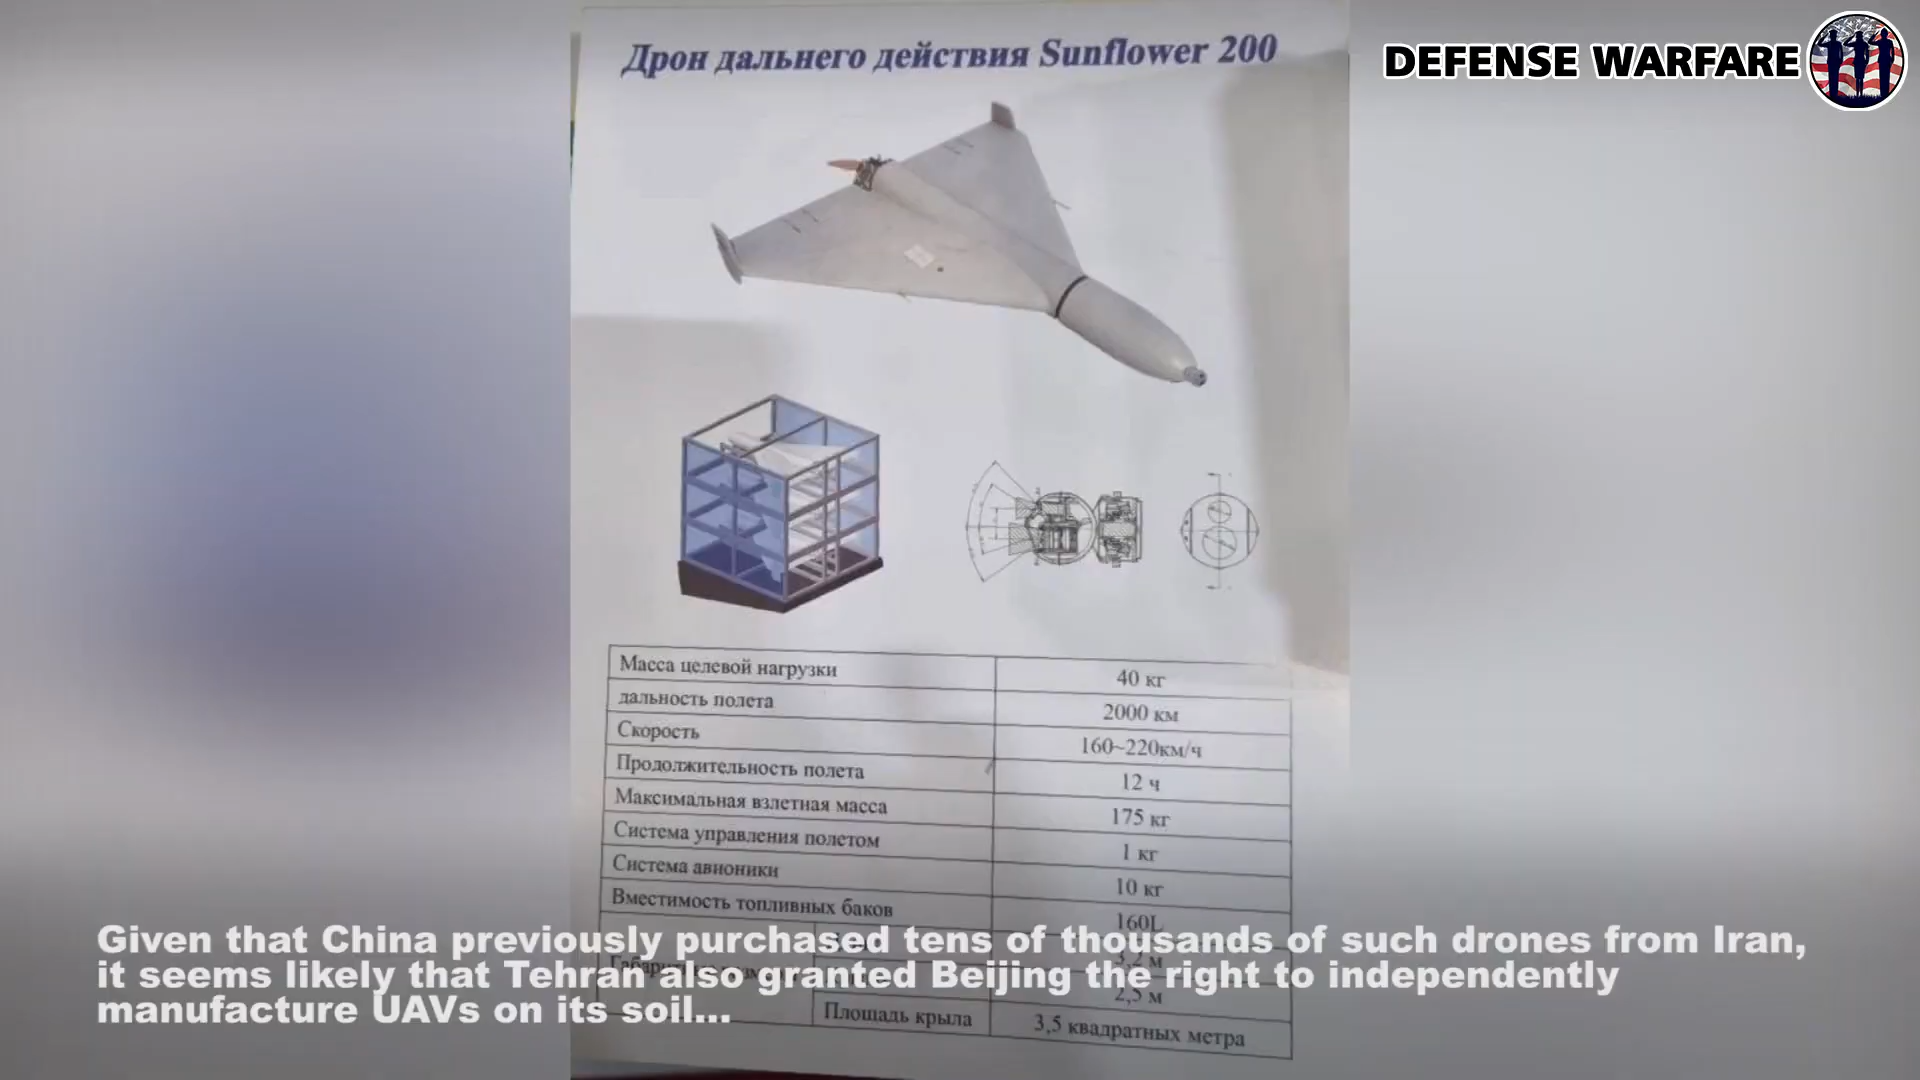 Дрон дальнего действия Sunflower 200
DEFENSE WARFARE
Масса целевой нагрузки 40 кг
дальность полета 2000 км
Скорость 160~220км/ч
Продолжительность полета 12 ч
Максимальная взлетная масса 175 кг
Система управления полетом 1 кг
Система авионики 10 кг
Вместимость топливных баков 160L
3,2 м
2,5 м
Площадь крыла 3,5 квадратных метра
Given that China previously purchased tens of thousands of such drones from Iran,
it seems likely that Tehran also granted Beijing the right to independently
manufacture UAVs on its soil...